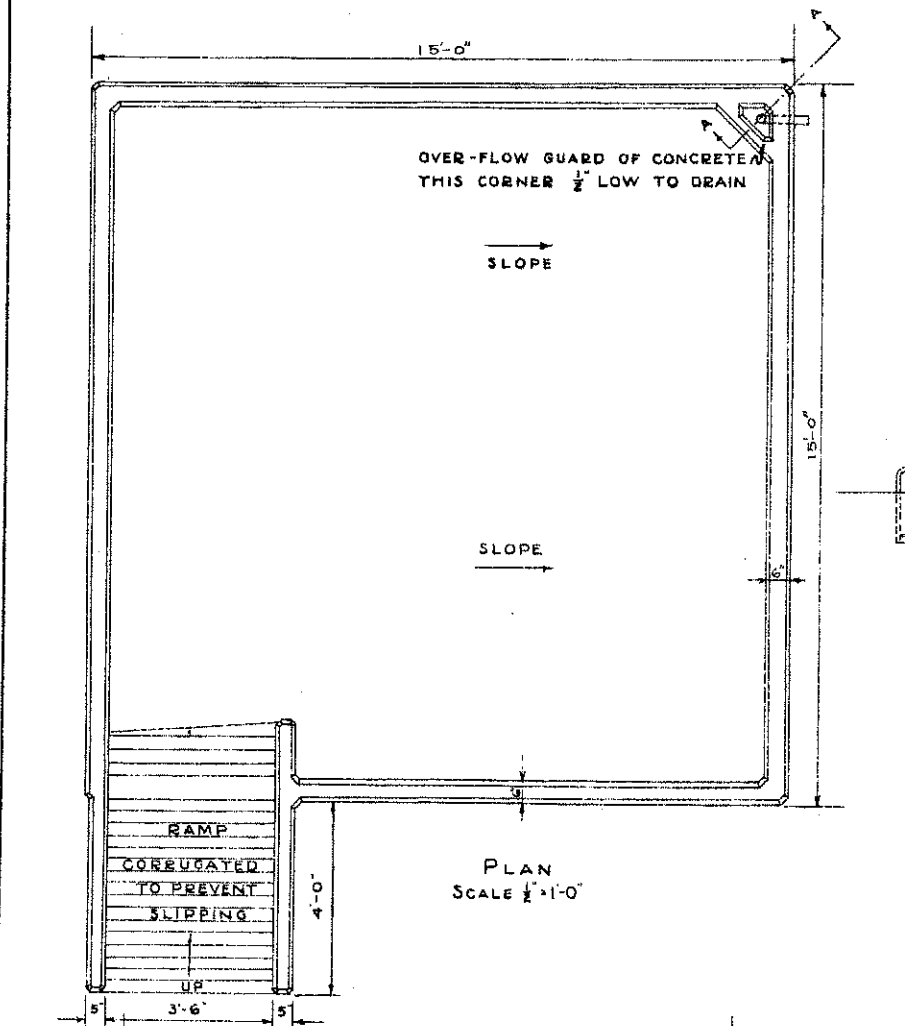 15'-0"
A
A
OVER-FLOW GUARD OF CONCRETE
THIS CORNER ½" LOW TO DRAIN
SLOPE
15'-0"
SLOPE
6"
6"
RAMP
CORRUGATED
TO PREVENT
SLIPPING
UP
4'-0"
PLAN
SCALE ½"=1'-0"
5"
3'-6"
5"